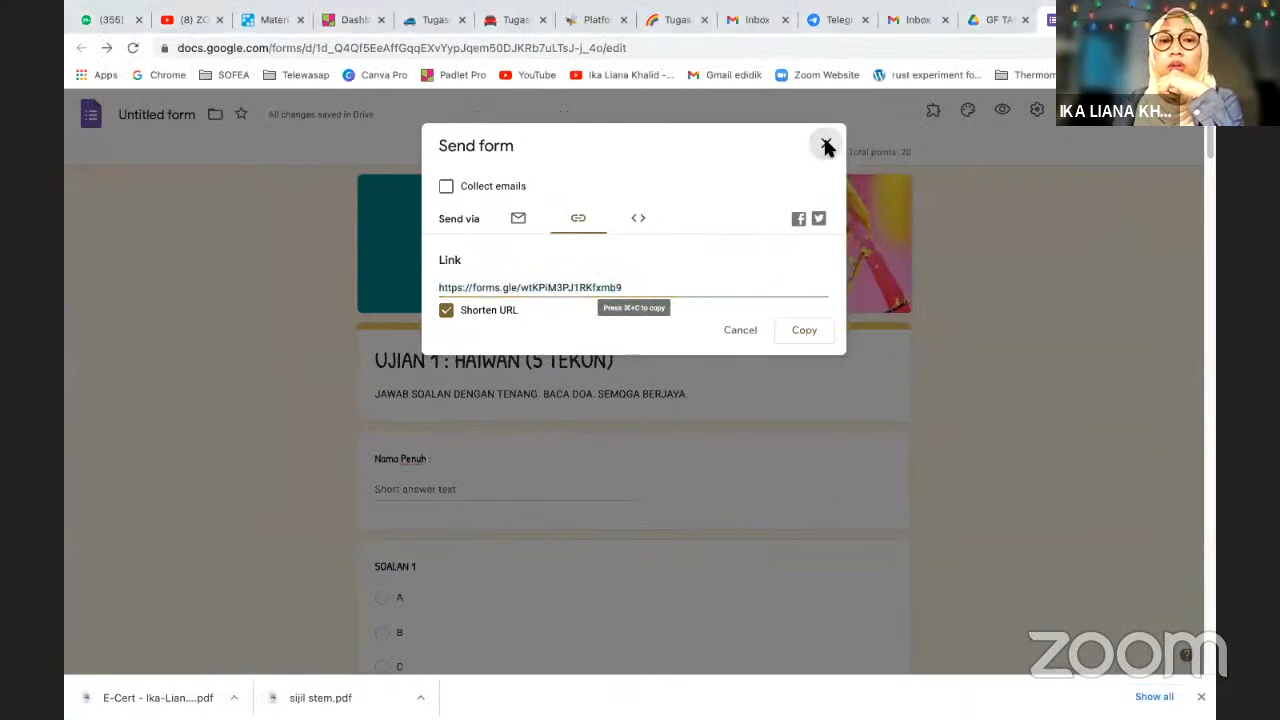 (355)
(8) ZO
Materi
Dashb
Tugas
Tugas
Platfo
Tugas
Inbox
Telegr
Inbox
GF TA
docs.google.com/forms/d/1d_Q4Qf5EeAffGqqEXvYypJqem50DJKRb7uLTsJ-j_4o/edit
Apps
Chrome
SOFEA
Telewasap
Canva Pro
Padlet Pro
YouTube
Ika Liana Khalid -...
Gmail edidik
Zoom Website
rust experiment fo...
Thermom
IKA LIANA KH...
Untitled form
All changes saved in Drive
Total points: 20
Send form
Collect emails
Send via
Link
https://forms.gle/wtKPiM3PJ1RKfxmb9
Press ⌘+C to copy
Shorten URL
Cancel
Copy
UJIAN 1 : HAIWAN (5 TEKUN)
JAWAB SOALAN DENGAN TENANG. BACA DOA. SEMOGA BERJAYA.
Nama Penuh :
Short answer text
SOALAN 1
A
B
C
zoom
E-Cert - Ika-Lian....pdf
sijil stem.pdf
Show all